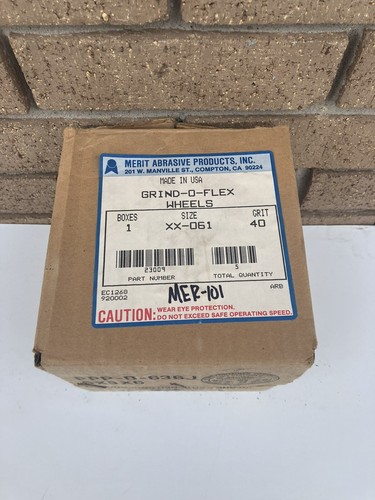 MERIT ABRASIVE PRODUCTS, INC.
201 W. MANVILLE ST., COMPTON, CA 90224
MADE IN USA
GRIND-O-FLEX
WHEELS
BOXES SIZE GRIT
1 XX-061 40
23009 5
PART NUMBER TOTAL QUANTITY
EC1268 ARB
920002
MER-101
CAUTION: WEAR EYE PROTECTION.
DO NOT EXCEED SAFE OPERATING SPEED.